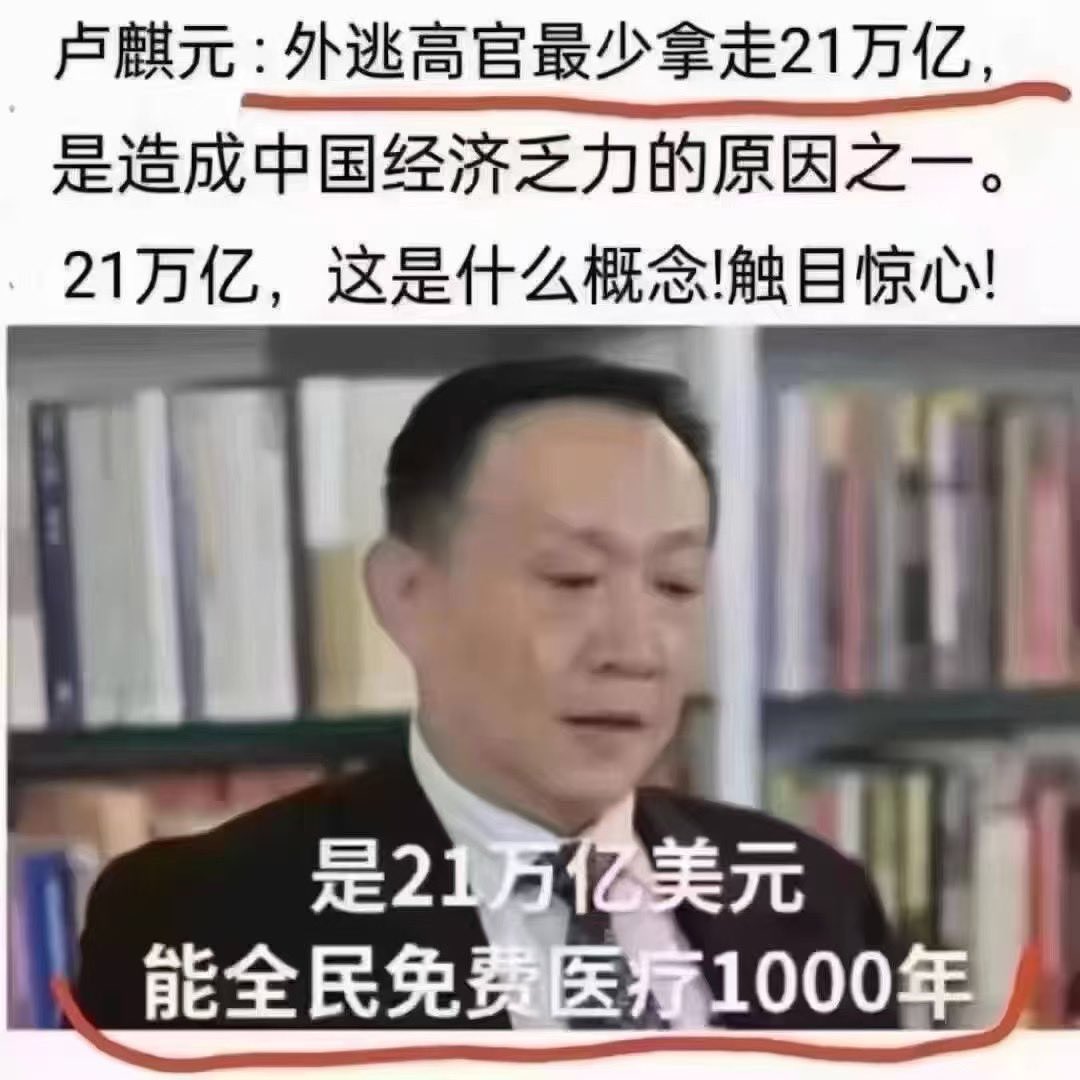 卢麒元：外逃高官最少拿走21万亿，
是造成中国经济乏力的原因之一。
21万亿，这是什么概念!触目惊心!
是21万亿美元
能全民免费医疗1000年